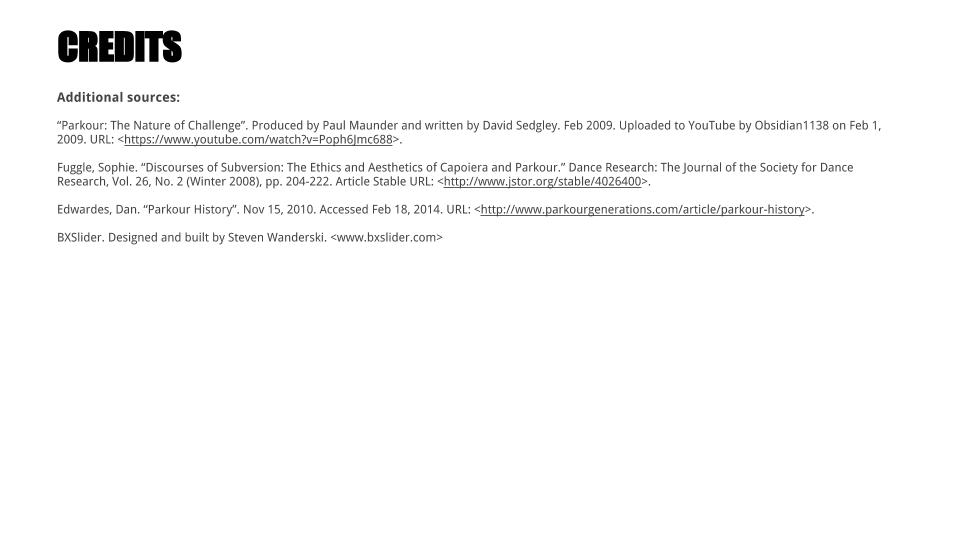 CREDITS
Additional sources:
“Parkour: The Nature of Challenge”. Produced by Paul Maunder and written by David Sedgley. Feb 2009. Uploaded to YouTube by Obsidian1138 on Feb 1,
2009. URL: <https://www.youtube.com/watch?v=Poph6Jmc688>.
Fuggle, Sophie. “Discourses of Subversion: The Ethics and Aesthetics of Capoiera and Parkour.” Dance Research: The Journal of the Society for Dance
Research, Vol. 26, No. 2 (Winter 2008), pp. 204-222. Article Stable URL: <http://www.jstor.org/stable/4026400>.
Edwardes, Dan. “Parkour History”. Nov 15, 2010. Accessed Feb 18, 2014. URL: <http://www.parkourgenerations.com/article/parkour-history>.
BXSlider. Designed and built by Steven Wanderski. <www.bxslider.com>